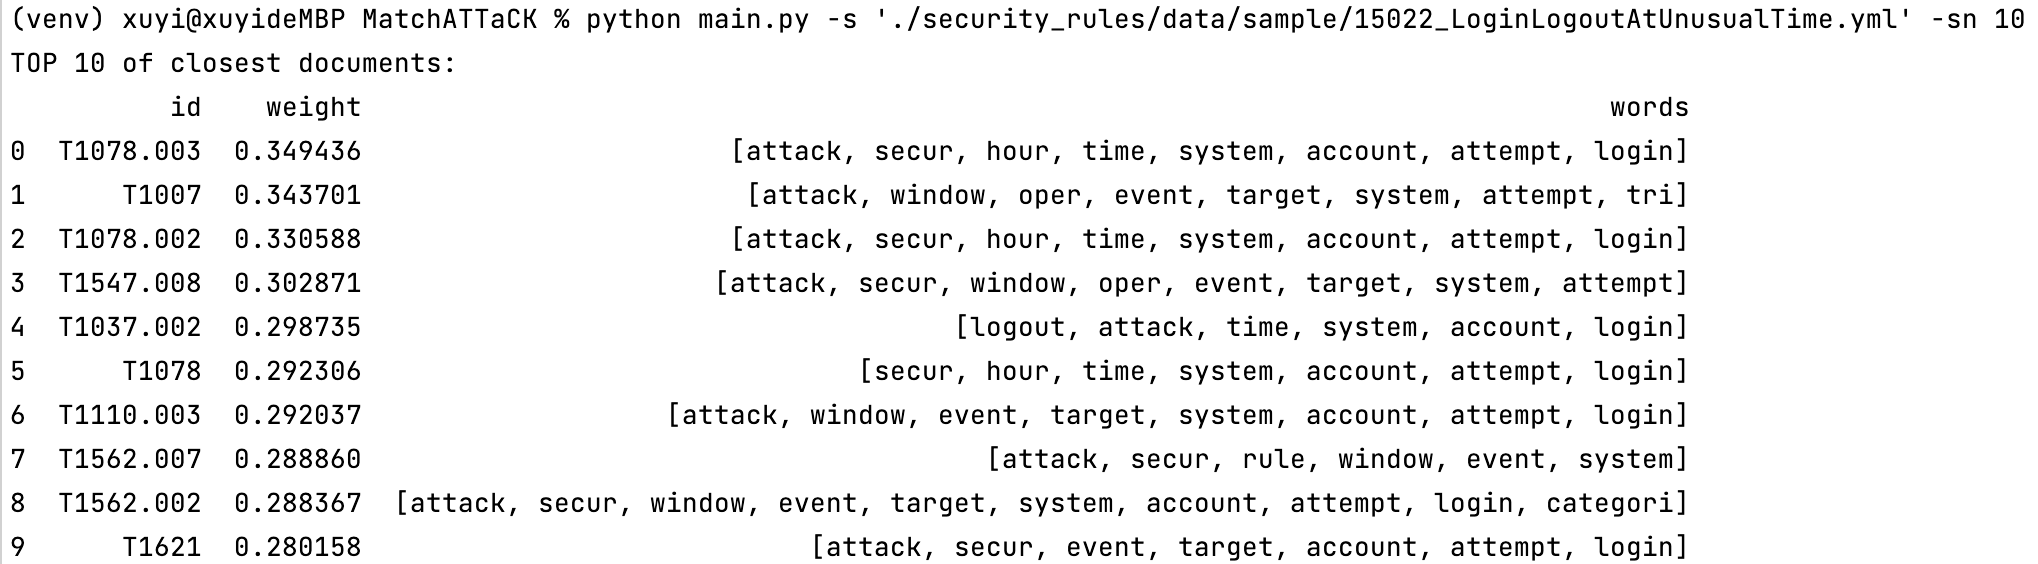 (venv) xuyi@xuyideMBP MatchATTaCK % python main.py -s './security_rules/data/sample/15022_LoginLogoutAtUnusualTime.yml' -sn 10
TOP 10 of closest documents:
id weight words
0 T1078.003 0.349436 [attack, secur, hour, time, system, account, attempt, login]
1 T1007 0.343701 [attack, window, oper, event, target, system, attempt, tri]
2 T1078.002 0.330588 [attack, secur, hour, time, system, account, attempt, login]
3 T1547.008 0.302871 [attack, secur, window, oper, event, target, system, attempt]
4 T1037.002 0.298735 [logout, attack, time, system, account, login]
5 T1078 0.292306 [secur, hour, time, system, account, attempt, login]
6 T1110.003 0.292037 [attack, window, event, target, system, account, attempt, login]
7 T1562.007 0.288860 [attack, secur, rule, window, event, system]
8 T1562.002 0.288367 [attack, secur, window, event, target, system, account, attempt, login, categori]
9 T1621 0.280158 [attack, secur, event, target, account, attempt, login]